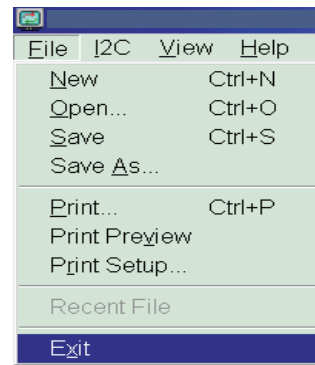 File I2C View Help
New Ctrl+N
Open... Ctrl+O
Save Ctrl+S
Save As...
Print... Ctrl+P
Print Preview
Print Setup...
Recent File
Exit